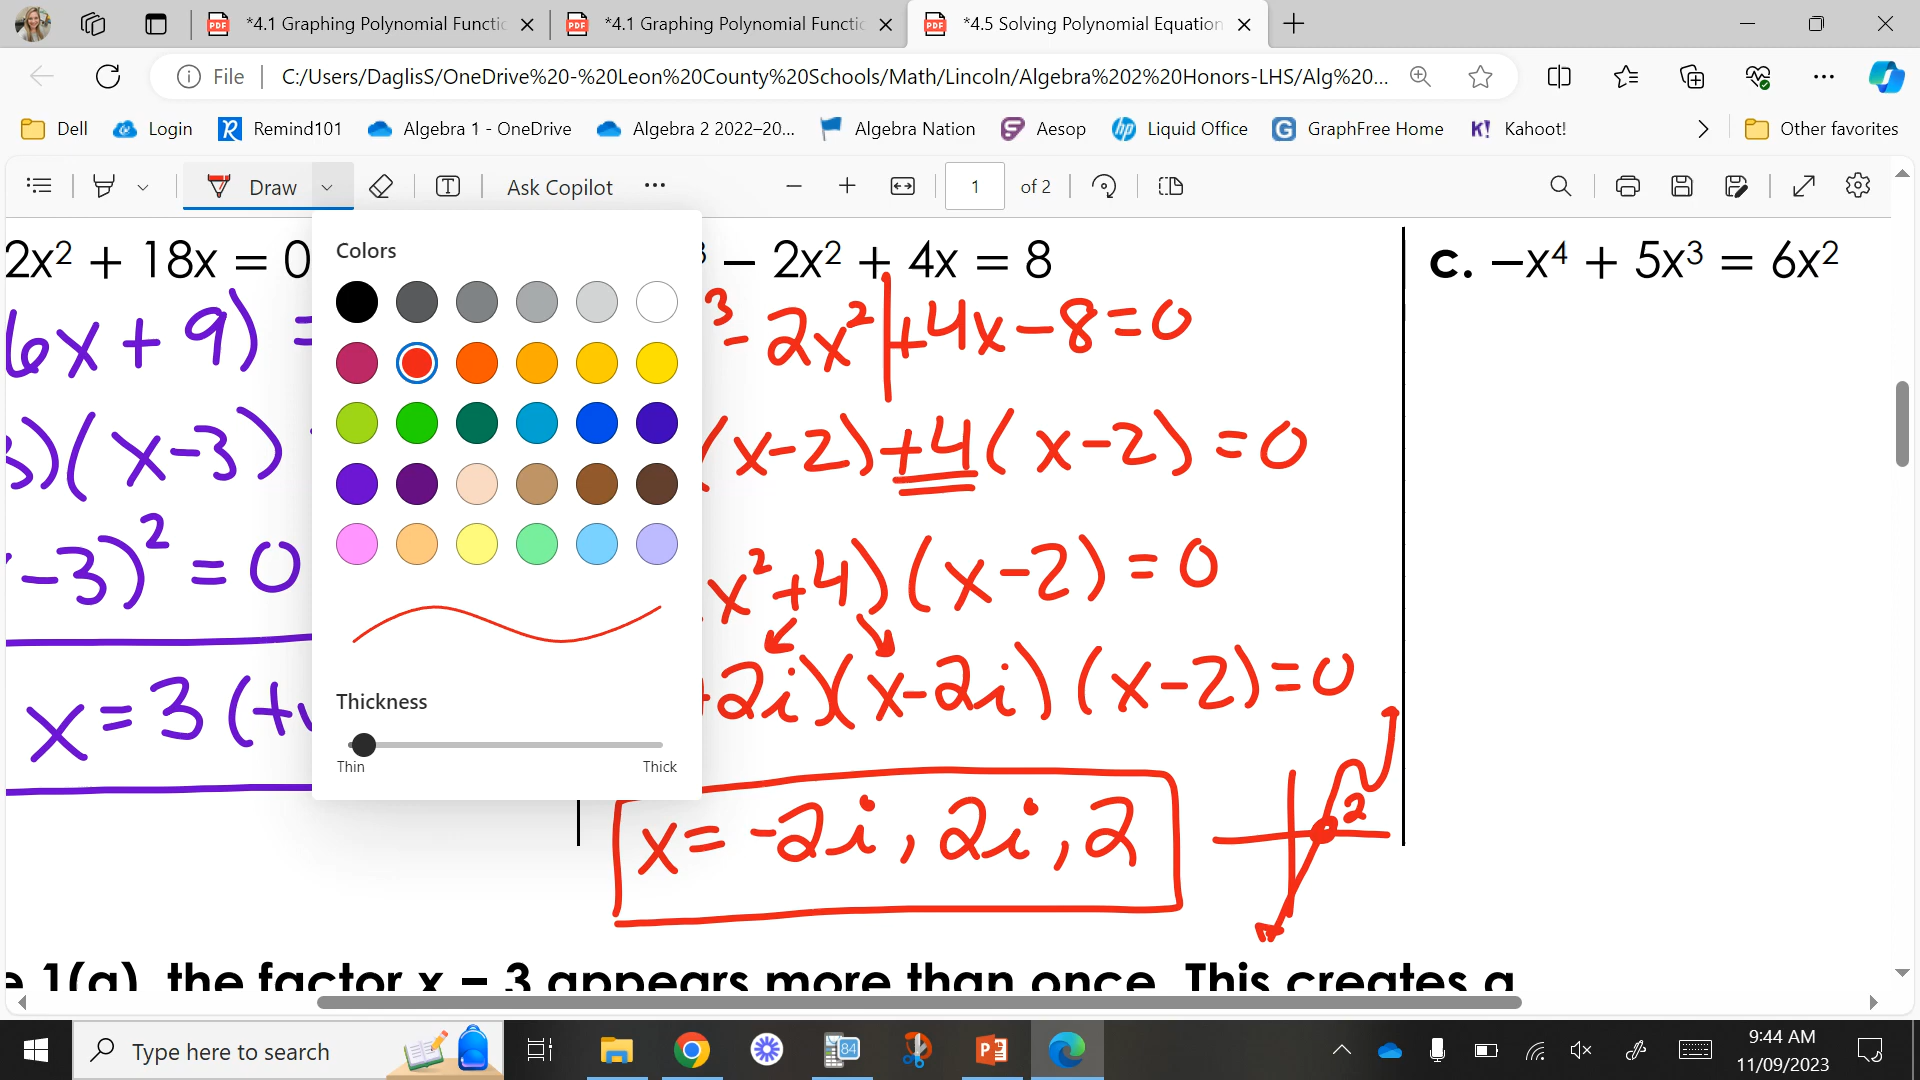 *4.1 Graphing Polynomial Functio
*4.1 Graphing Polynomial Functio
*4.5 Solving Polynomial Equation
File C:/Users/DaglisS/OneDrive%20-%20Leon%20County%20Schools/Math/Lincoln/Algebra%202%20Honors-LHS/Alg%20...
Dell Login Remind101 Algebra 1 - OneDrive Algebra 2 2022–20... Algebra Nation Aesop Liquid Office GraphFree Home Kahoot! Other favorites
Draw Ask Copilot 1 of 2
2x² + 18x = 0
6x + 9) =
3)(x-3)
-3)² = 0
x = 3 (tw
Colors
Thickness
Thin Thick
³ − 2x² + 4x = 8
³ - 2x² + 4x - 8 = 0
(x-2) + 4(x-2) = 0
x² + 4)(x-2) = 0
+2i)(x-2i)(x-2) = 0
x = -2i, 2i, 2
2
c. −x⁴ + 5x³ = 6x²
e 1(a), the factor x − 3 appears more than once. This creates a
Type here to search
84
9:44 AM
11/09/2023